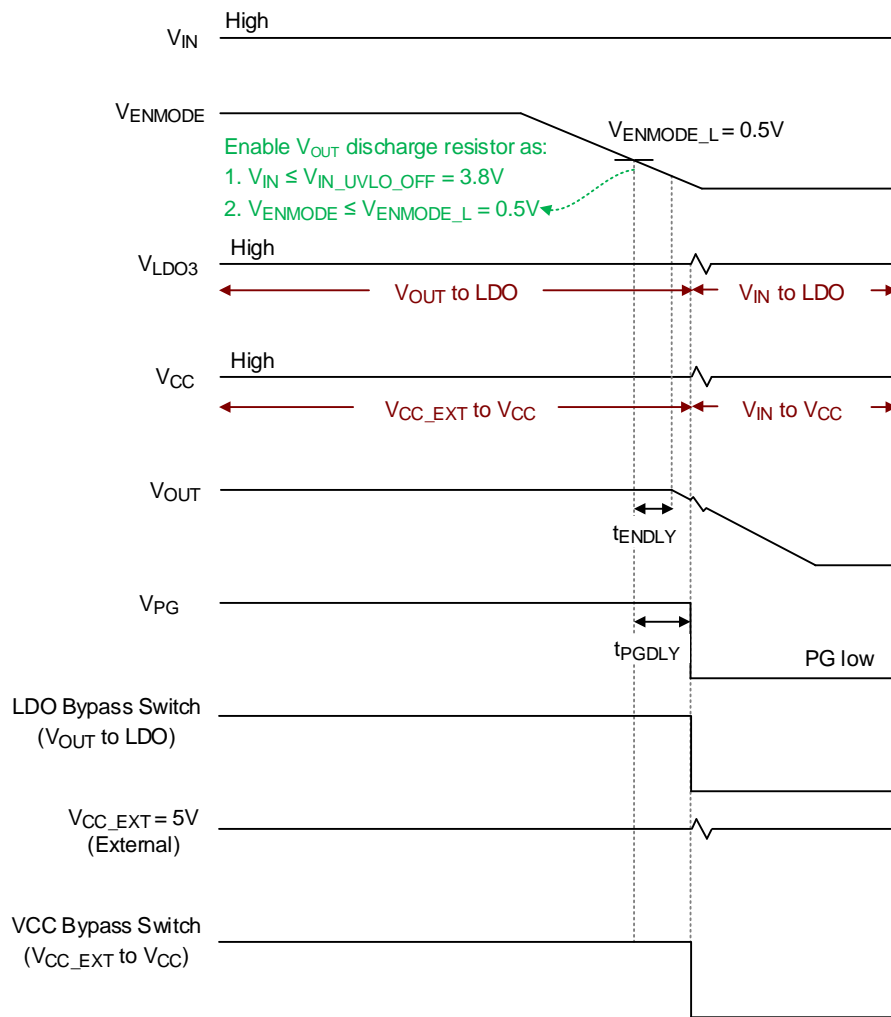 High
VIN
VENMODE
VENMODE_L = 0.5V
Enable VOUT discharge resistor as:
1. VIN ≤ VIN_UVLO_OFF = 3.8V
2. VENMODE ≤ VENMODE_L = 0.5V
High
VLDO3
VOUT to LDO
VIN to LDO
High
VCC
VCC_EXT to VCC
VIN to VCC
VOUT
tENDLY
VPG
tPGDLY
PG low
LDO Bypass Switch
(VOUT to LDO)
VCC_EXT = 5V
(External)
VCC Bypass Switch
(VCC_EXT to VCC)